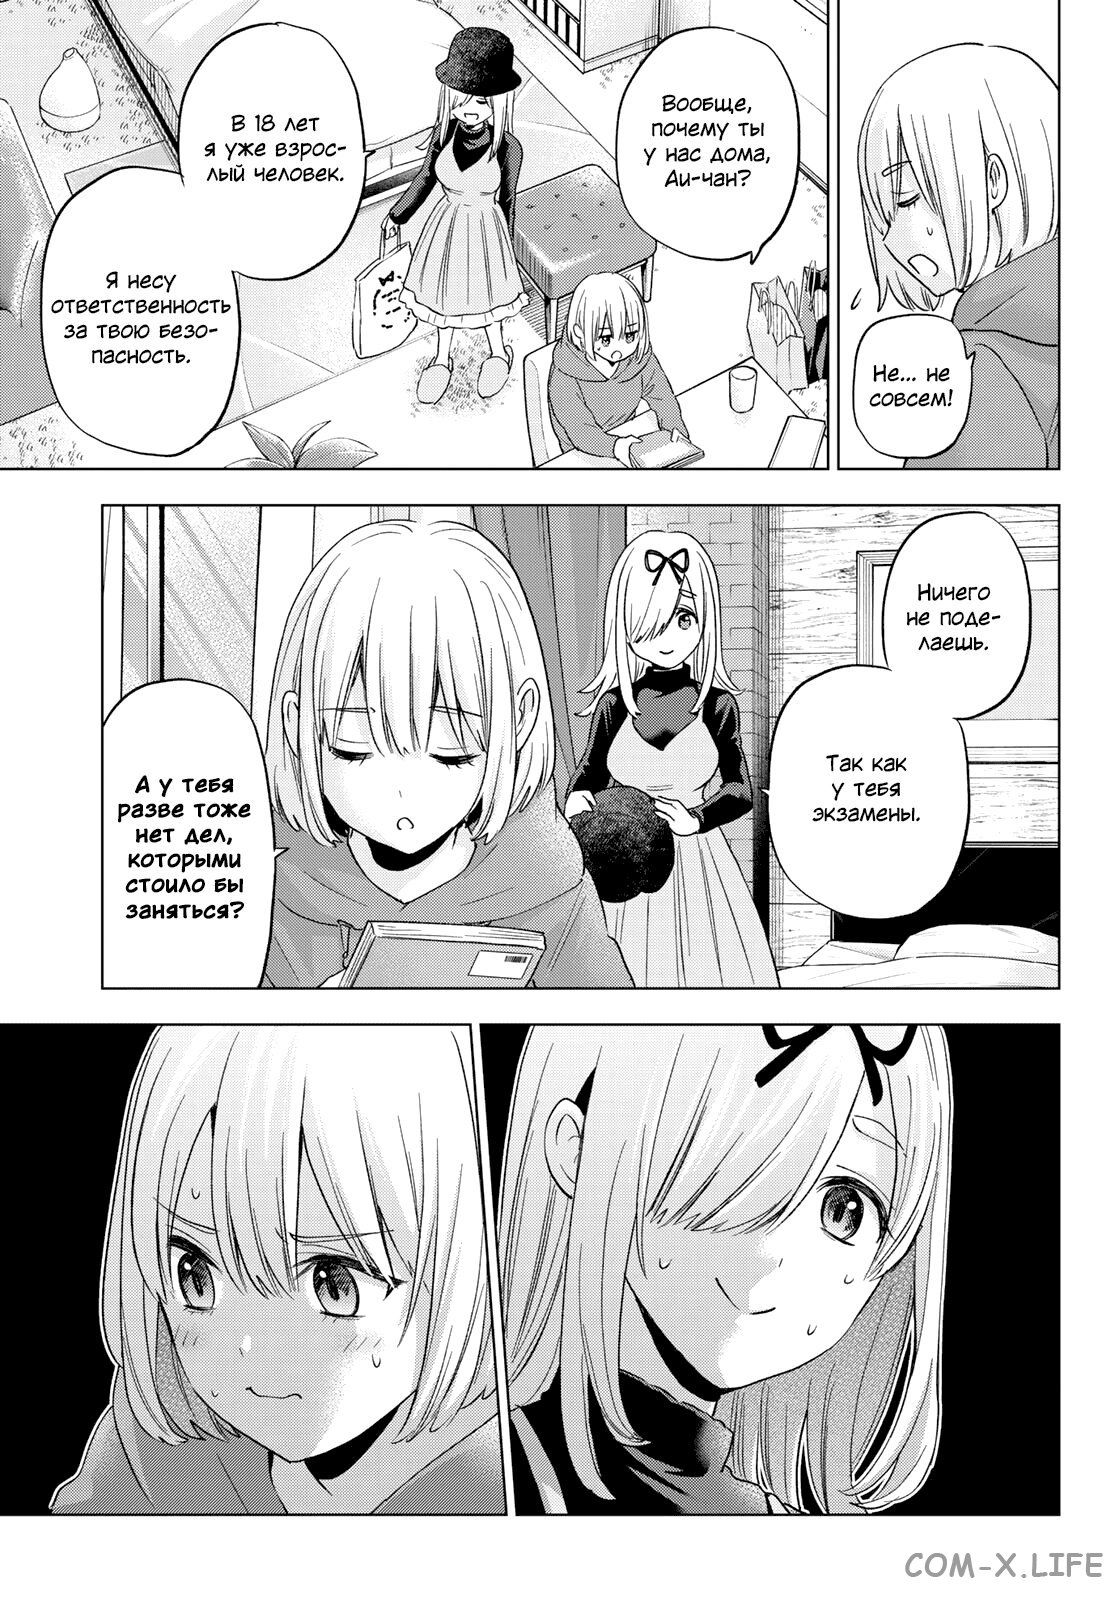 Не... не
совсем!
Вообще,
почему ты
у нас дома,
Аи-чан?
В 18 лет
я уже взрос-
лый человек.
Я несу
ответственность
за твою безо-
пасность.
Ничего
не поде-
лаешь.
Так как
у тебя
экзамены.
А у тебя
разве тоже
нет дел,
которыми
стоило бы
заняться?
COM-X.LIFE